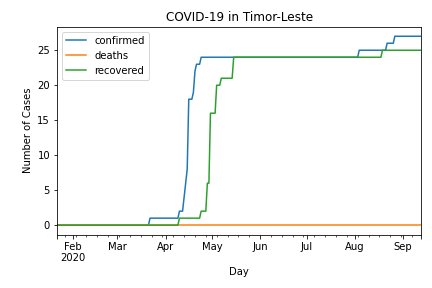 COVID-19 in Timor-Leste
confirmed
deaths
recovered
Number of Cases
25
20
15
10
5
0
Feb Mar Apr May Jun Jul Aug Sep
2020
Day